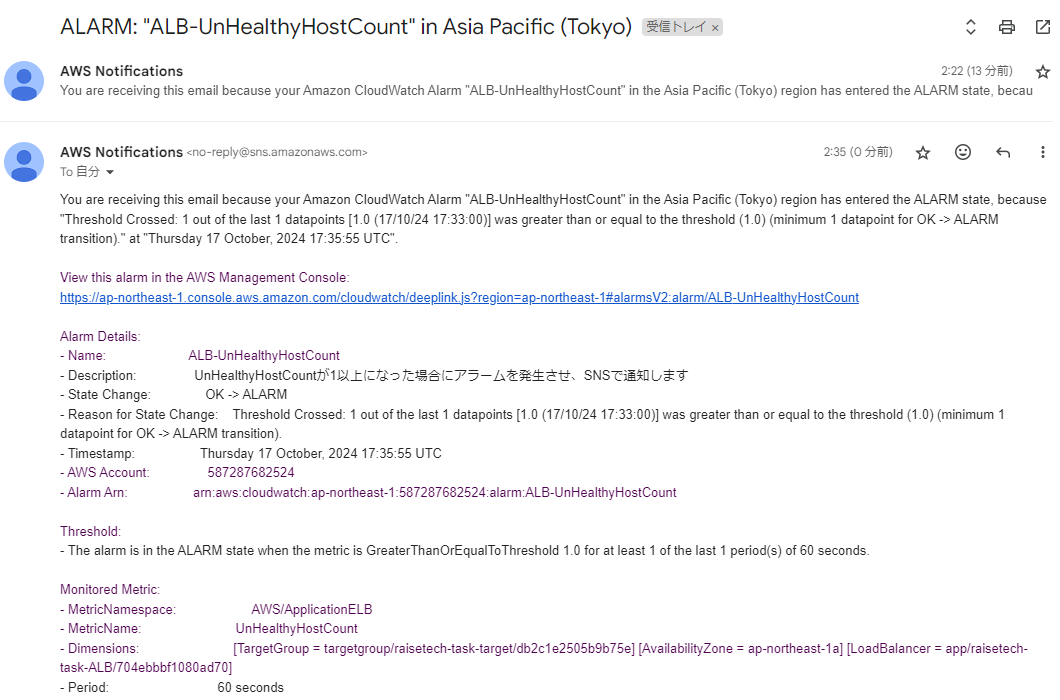 ALARM: "ALB-UnHealthyHostCount" in Asia Pacific (Tokyo) 受信トレイ ×
AWS Notifications 2:22 (13 分前)
You are receiving this email because your Amazon CloudWatch Alarm "ALB-UnHealthyHostCount" in the Asia Pacific (Tokyo) region has entered the ALARM state, becau
AWS Notifications <no-reply@sns.amazonaws.com> 2:35 (0 分前)
To 自分
You are receiving this email because your Amazon CloudWatch Alarm "ALB-UnHealthyHostCount" in the Asia Pacific (Tokyo) region has entered the ALARM state, because
"Threshold Crossed: 1 out of the last 1 datapoints [1.0 (17/10/24 17:33:00)] was greater than or equal to the threshold (1.0) (minimum 1 datapoint for OK -> ALARM
transition)." at "Thursday 17 October, 2024 17:35:55 UTC".
View this alarm in the AWS Management Console:
https://ap-northeast-1.console.aws.amazon.com/cloudwatch/deeplink.js?region=ap-northeast-1#alarmsV2:alarm/ALB-UnHealthyHostCount
Alarm Details:
- Name: ALB-UnHealthyHostCount
- Description: UnHealthyHostCountが1以上になった場合にアラームを発生させ、SNSで通知します
- State Change: OK -> ALARM
- Reason for State Change: Threshold Crossed: 1 out of the last 1 datapoints [1.0 (17/10/24 17:33:00)] was greater than or equal to the threshold (1.0) (minimum 1
datapoint for OK -> ALARM transition).
- Timestamp: Thursday 17 October, 2024 17:35:55 UTC
- AWS Account: 587287682524
- Alarm Arn: arn:aws:cloudwatch:ap-northeast-1:587287682524:alarm:ALB-UnHealthyHostCount
Threshold:
- The alarm is in the ALARM state when the metric is GreaterThanOrEqualToThreshold 1.0 for at least 1 of the last 1 period(s) of 60 seconds.
Monitored Metric:
- MetricNamespace: AWS/ApplicationELB
- MetricName: UnHealthyHostCount
- Dimensions: [TargetGroup = targetgroup/raisetech-task-target/db2c1e2505b9b75e] [AvailabilityZone = ap-northeast-1a] [LoadBalancer = app/raisetech-
task-ALB/704ebbbf1080ad70]
- Period: 60 seconds